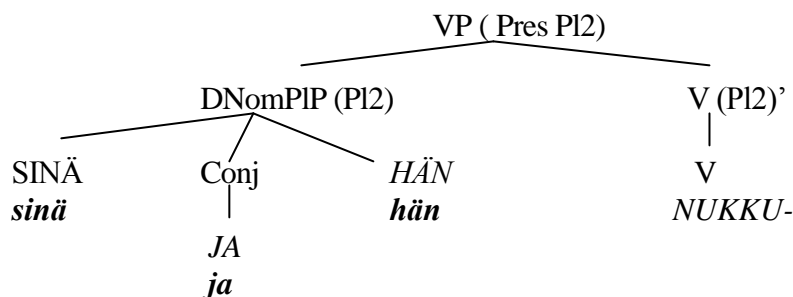 VP ( Pres Pl2)
DNomPlP (Pl2) V (Pl2)’
SINÄ Conj HÄN V
sinä hän NUKKU-
JA
ja